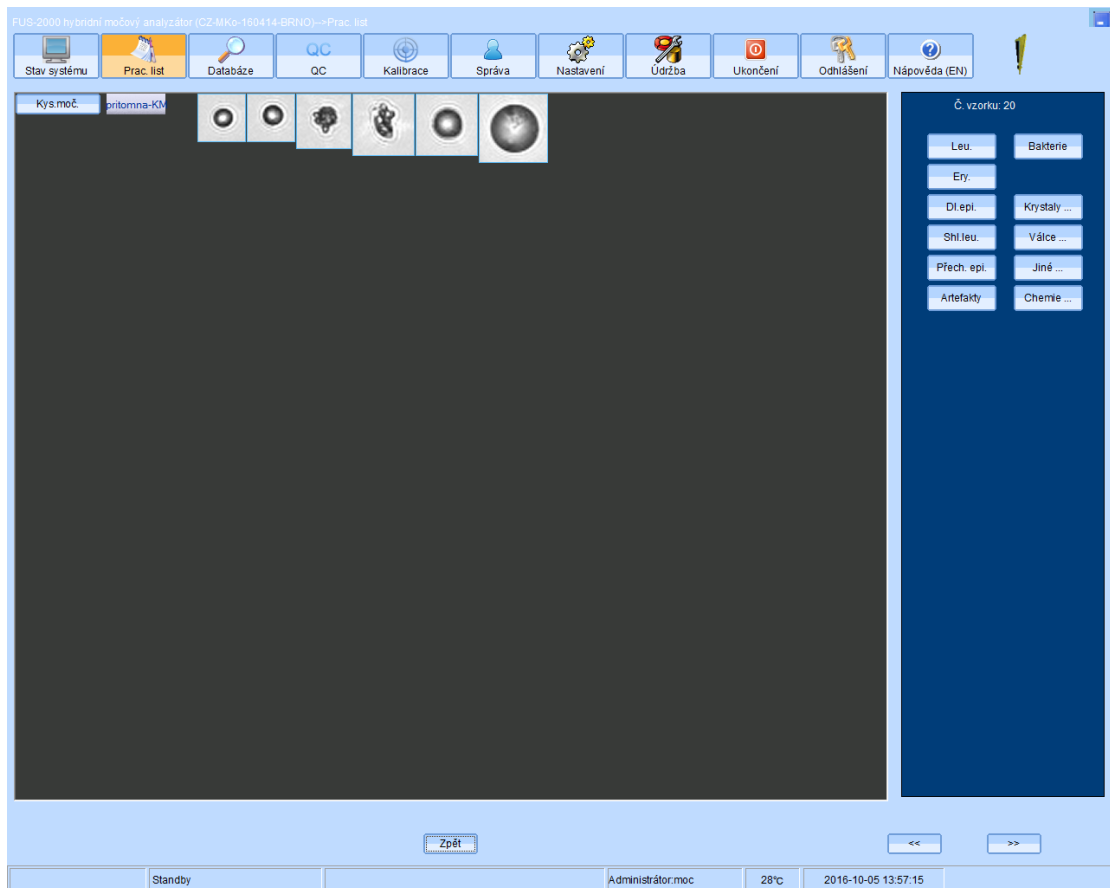 FUS-2000 hybridní močový analyzátor (CZ-MKo-160414-BRNO)-->Prac. list
Stav systému
Prac. list
Databáze
QC
QC
Kalibrace
Správa
Nastavení
Údržba
Ukončení
Odhlášení
Nápověda (EN)
Kys.moč.
pritomna-KM
Č. vzorku: 20
Leu.
Bakterie
Ery.
Dl.epi.
Krystaly ...
Shl.leu.
Válce ...
Přech. epi.
Jiné ...
Artefakty
Chemie ...
Zpět
<<
>>
Standby
Administrátor:moc
28℃
2016-10-05 13:57:15